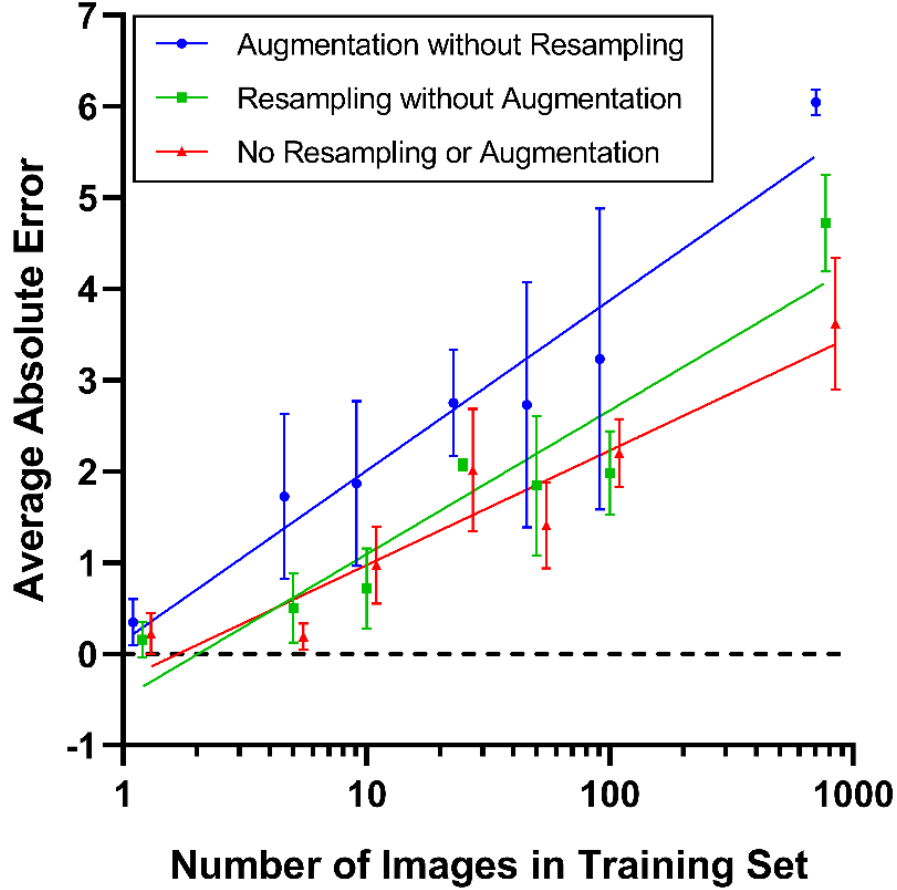 7
Augmentation without Resampling
Resampling without Augmentation
No Resampling or Augmentation
6
5
4
3
2
1
0
-1
Average Absolute Error
1
10
100
1000
Number of Images in Training Set